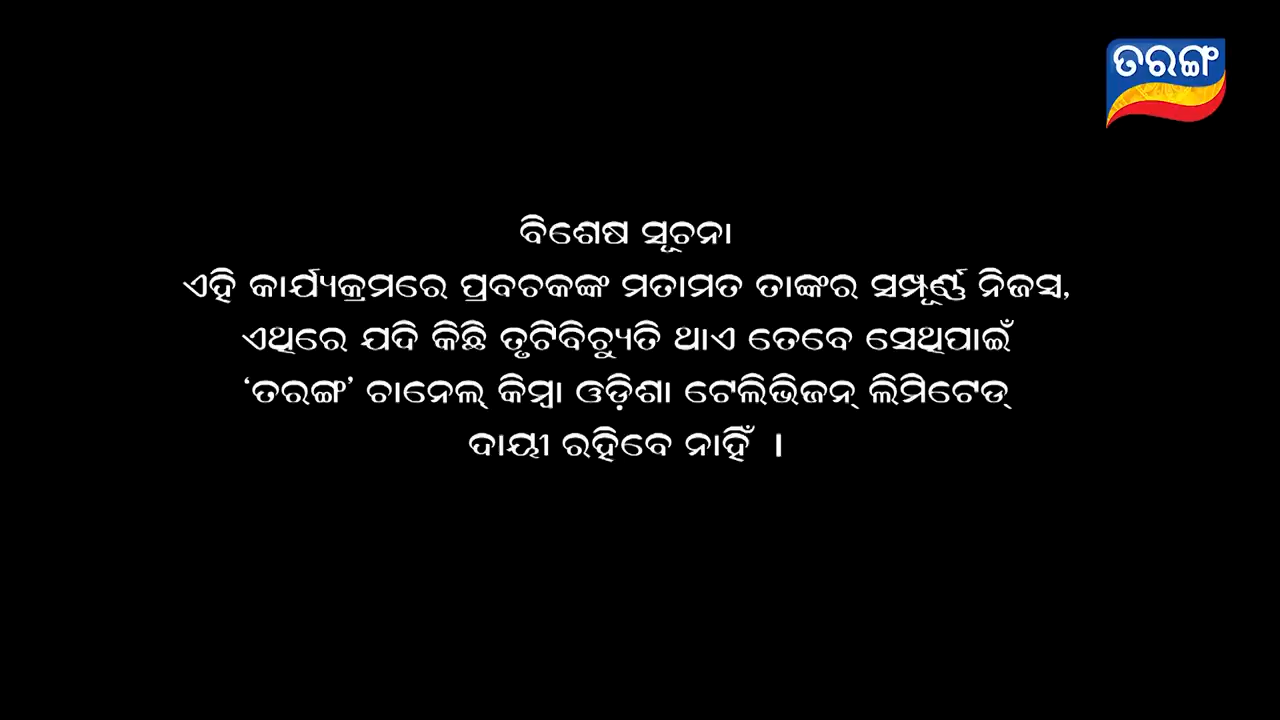 ତରଙ୍ଗ
ବିଶେଷ ସୂଚନା
ଏହି କାର୍ଯ୍ୟକ୍ରମରେ ପ୍ରବଚକଙ୍କ ମତାମତ ତାଙ୍କର ସମ୍ପୂର୍ଣ୍ଣ ନିଜସ୍ୱ,
ଏଥିରେ ଯଦି କିଛି ତୃଟିବିଚ୍ୟୁତି ଥାଏ ତେବେ ସେଥିପାଇଁ
‘ତରଙ୍ଗ’ ଚାନେଲ୍ କିମ୍ବା ଓଡ଼ିଶା ଟେଲିଭିଜନ୍ ଲିମିଟେଡ୍
ଦାୟୀ ରହିବେ ନାହିଁ ।